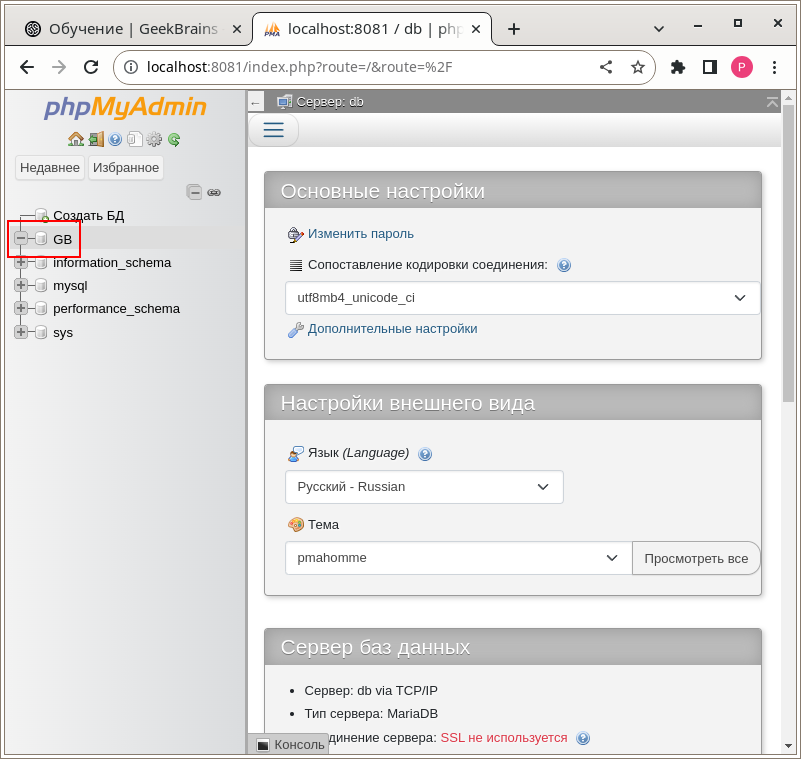 Обучение | GeekBrains
localhost:8081 / db | php
localhost:8081/index.php?route=/&route=%2F
P
phpMyAdmin
Недавнее
Избранное
Создать БД
GB
information_schema
mysql
performance_schema
sys
Сервер: db
Основные настройки
Изменить пароль
Сопоставление кодировки соединения:
utf8mb4_unicode_ci
Дополнительные настройки
Настройки внешнего вида
Язык (Language)
Русский - Russian
Тема
pmahomme
Просмотреть все
Сервер баз данных
Сервер: db via TCP/IP
Тип сервера: MariaDB
динение сервера: SSL не используется
Консоль